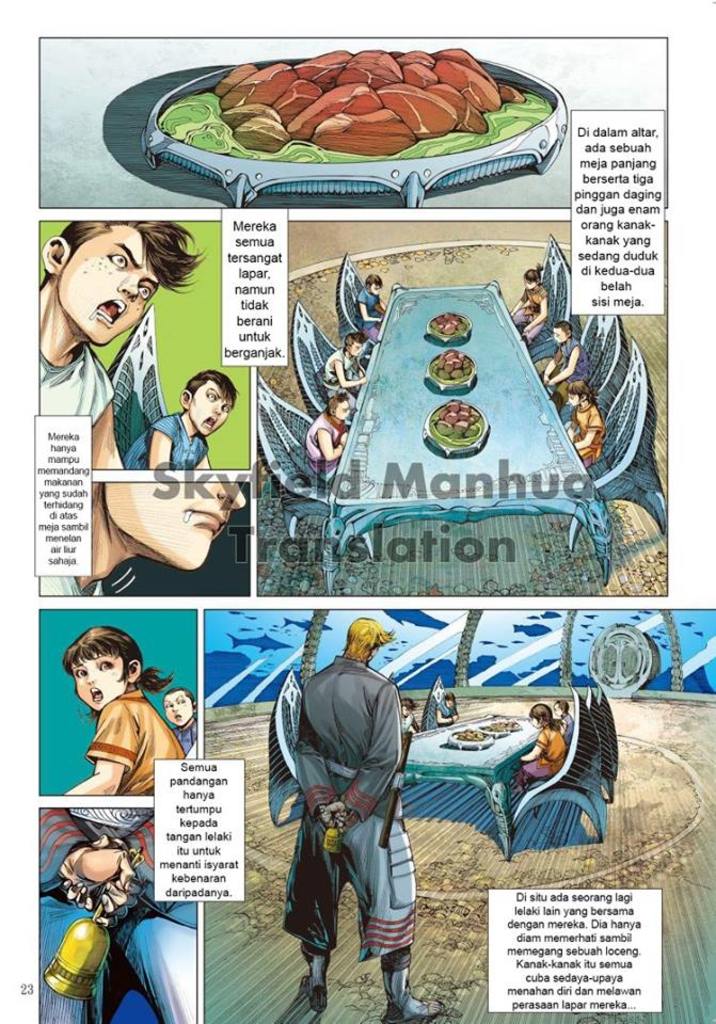 Di dalam altar,
ada sebuah
meja panjang
berserta tiga
pinggan daging
dan juga enam
orang kanak-
kanak yang
sedang duduk
di kedua-dua
belah
sisi meja.
Mereka
semua
tersangat
lapar,
namun
tidak
berani
untuk
berganjak.
Mereka
hanya
mampu
memandang
makanan
yang sudah
terhidang
di atas
meja sambil
menelan
air liur
sahaja.
Skyfield Manhua
Translation
Semua
pandangan
hanya
tertumpu
kepada
tangan lelaki
itu untuk
menanti isyarat
kebenaran
daripadanya.
Di situ ada seorang lagi
lelaki lain yang bersama
dengan mereka. Dia hanya
diam memerhati sambil
memegang sebuah loceng.
Kanak-kanak itu semua
cuba sedaya-upaya
menahan diri dan melawan
perasaan lapar mereka...
23